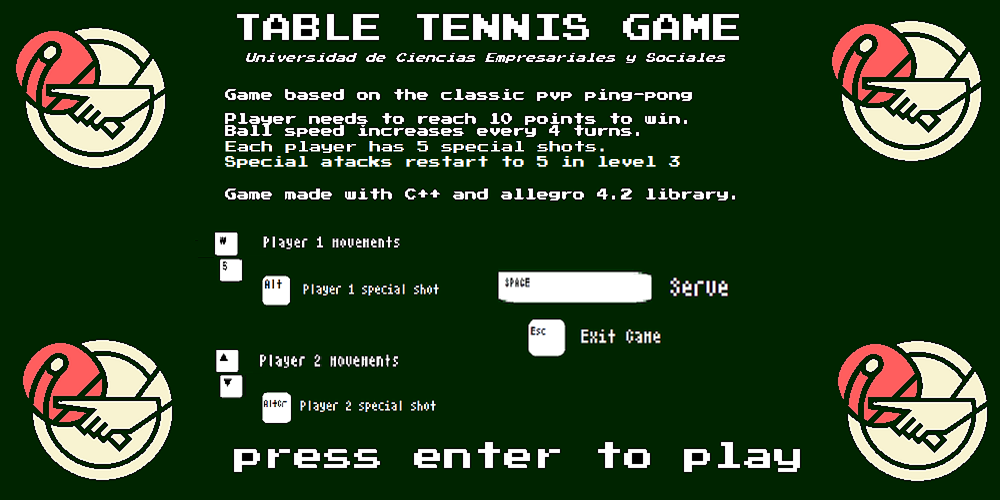 TABLE TENNIS GAME
Universidad de Ciencias Empresariales y Sociales
Game based on the classic pvp ping-pong
Player needs to reach 10 points to win.
Ball speed increases every 4 turns.
Each player has 5 special shots.
Special atacks restart to 5 in level 3
Game made with C++ and allegro 4.2 library.
W Player 1 movements
S
Alt Player 1 special shot
SPACE Serve
Esc Exit Game
▲ Player 2 movements
▼
AltGr Player 2 special shot
press enter to play